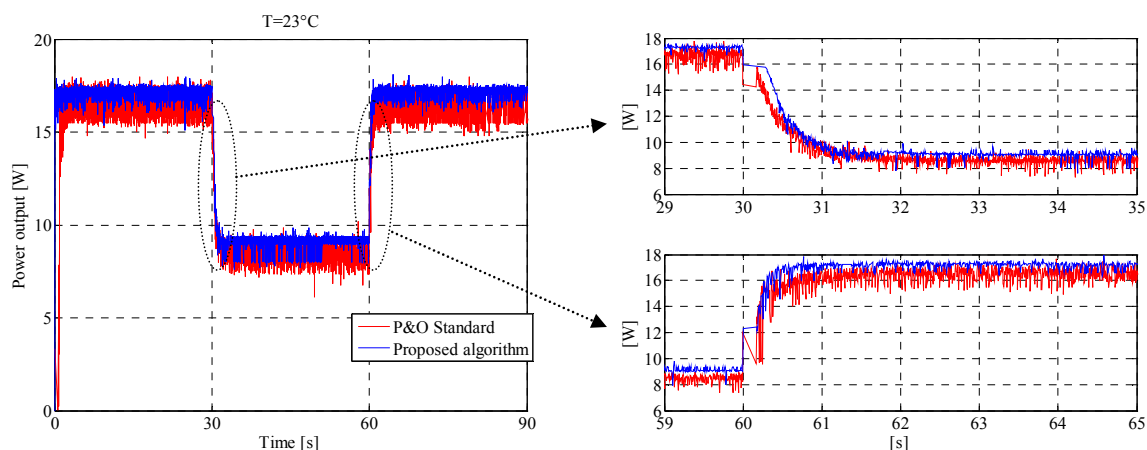 T=23°C
20
15
10
5
0
Power output [W]
0 30 60 90
Time [s]
P&O Standard
Proposed algorithm
18
16
14
12
10
8
6
[W]
29 30 31 32 33 34 35
18
16
14
12
10
8
6
[W]
59 60 61 62 63 64 65
[s]